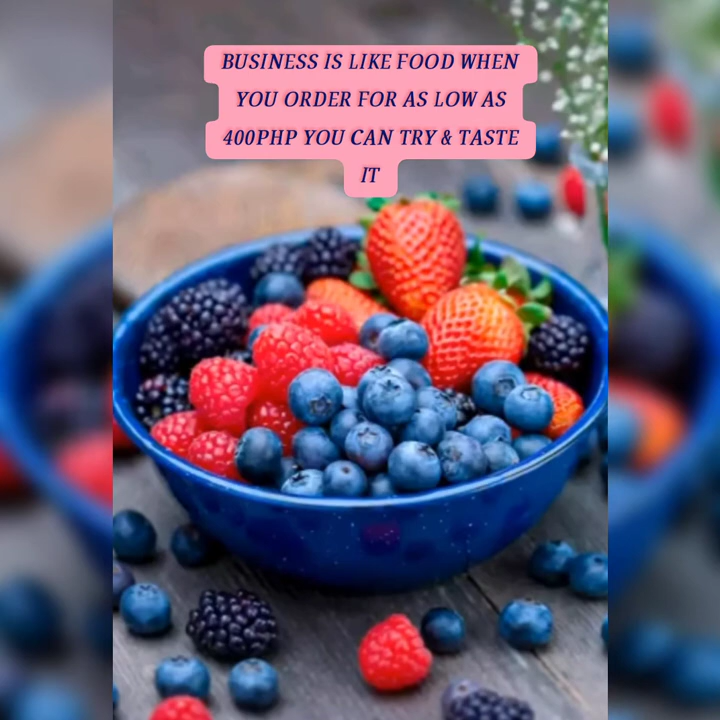 BUSINESS IS LIKE FOOD WHEN
YOU ORDER FOR AS LOW AS
400PHP YOU CAN TRY & TASTE
IT